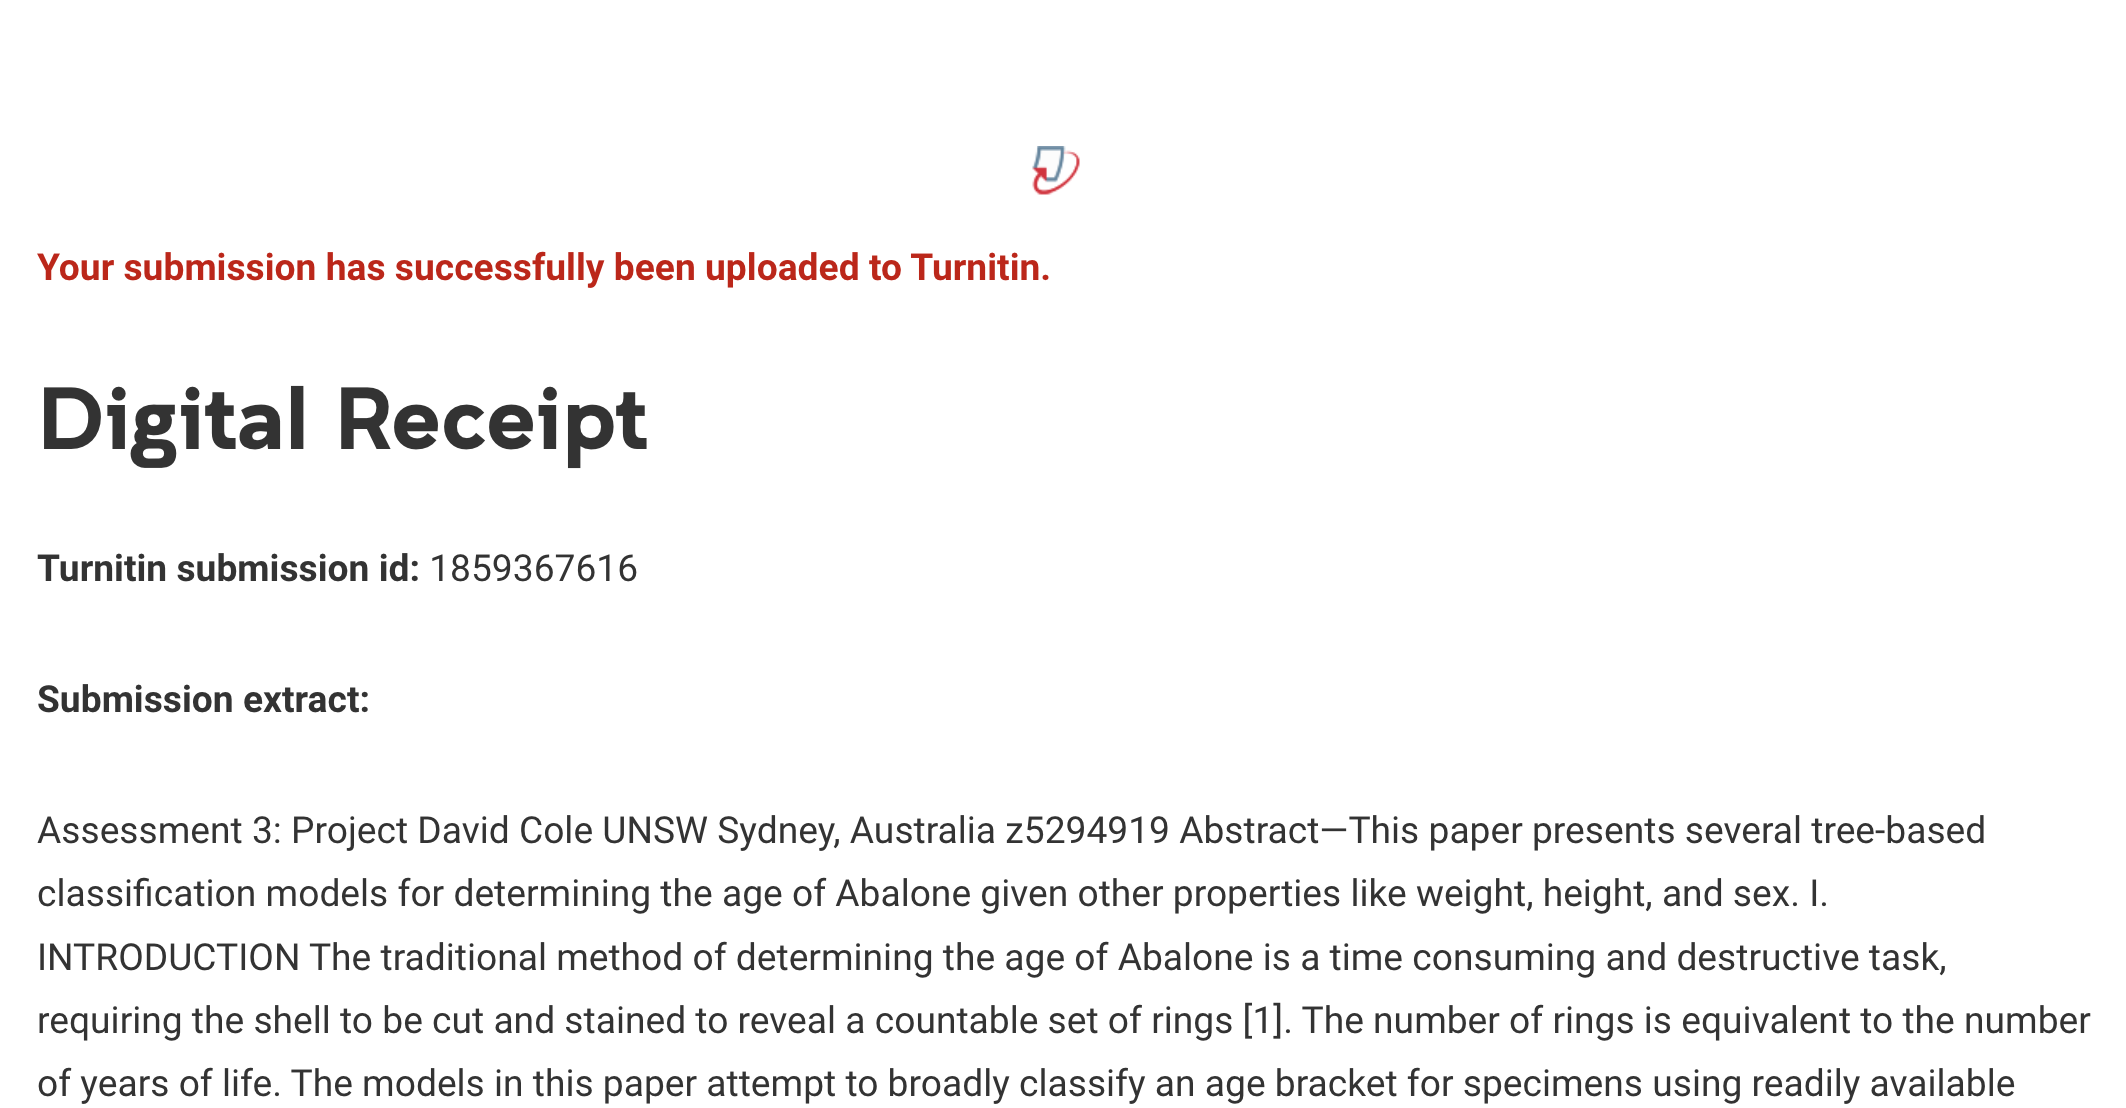 Your submission has successfully been uploaded to Turnitin.
Digital Receipt
Turnitin submission id: 1859367616
Submission extract:
Assessment 3: Project David Cole UNSW Sydney, Australia z5294919 Abstract—This paper presents several tree-based
classification models for determining the age of Abalone given other properties like weight, height, and sex. I.
INTRODUCTION The traditional method of determining the age of Abalone is a time consuming and destructive task,
requiring the shell to be cut and stained to reveal a countable set of rings [1]. The number of rings is equivalent to the number
of years of life. The models in this paper attempt to broadly classify an age bracket for specimens using readily available